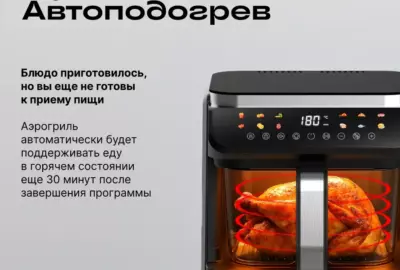 Автоподогрев
Блюдо приготовилось,
но вы еще не готовы
к приему пищи
Аэрогриль
автоматически будет
поддерживать еду
в горячем состоянии
еще 30 минут после
завершения программы
180 °C